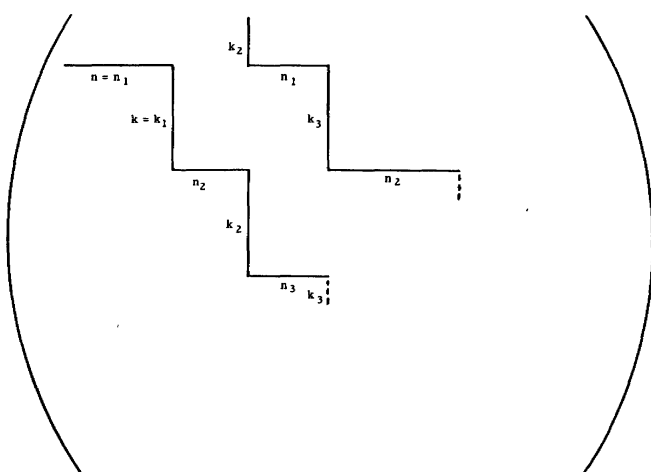 k₂
n = n₁
n₁
k = k₁
k₃
n₂
n₂
k₂
n₃
k₃